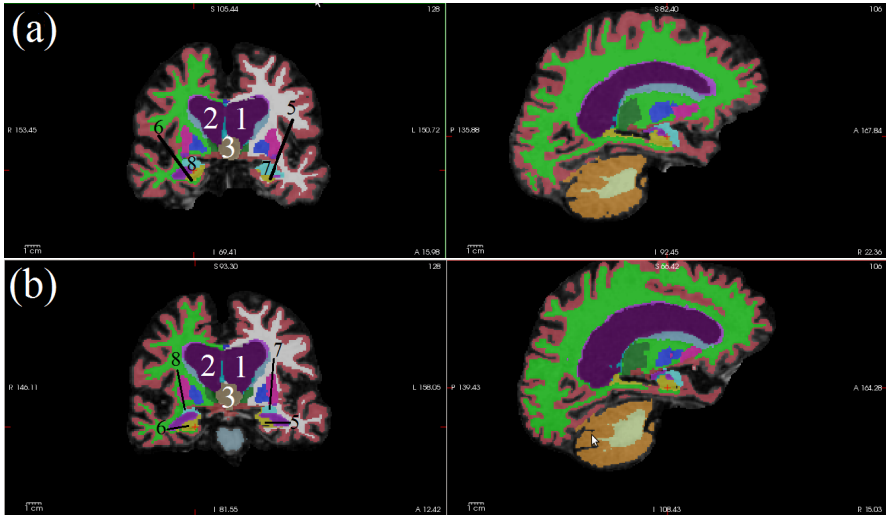 (a)
S 105.44
128
S 82.40
106
2
1
5
6
3
8
7
R 153.45
L 150.72
P 135.88
A 167.84
1 cm
I 69.41
A 15.98
1 cm
I 92.45
R 22.36
(b)
S 93.30
128
S 66.42
106
8
2
1
7
3
6
5
R 146.11
L 158.05
P 139.43
A 164.28
1 cm
I 81.55
A 12.42
1 cm
I 108.43
R 15.03